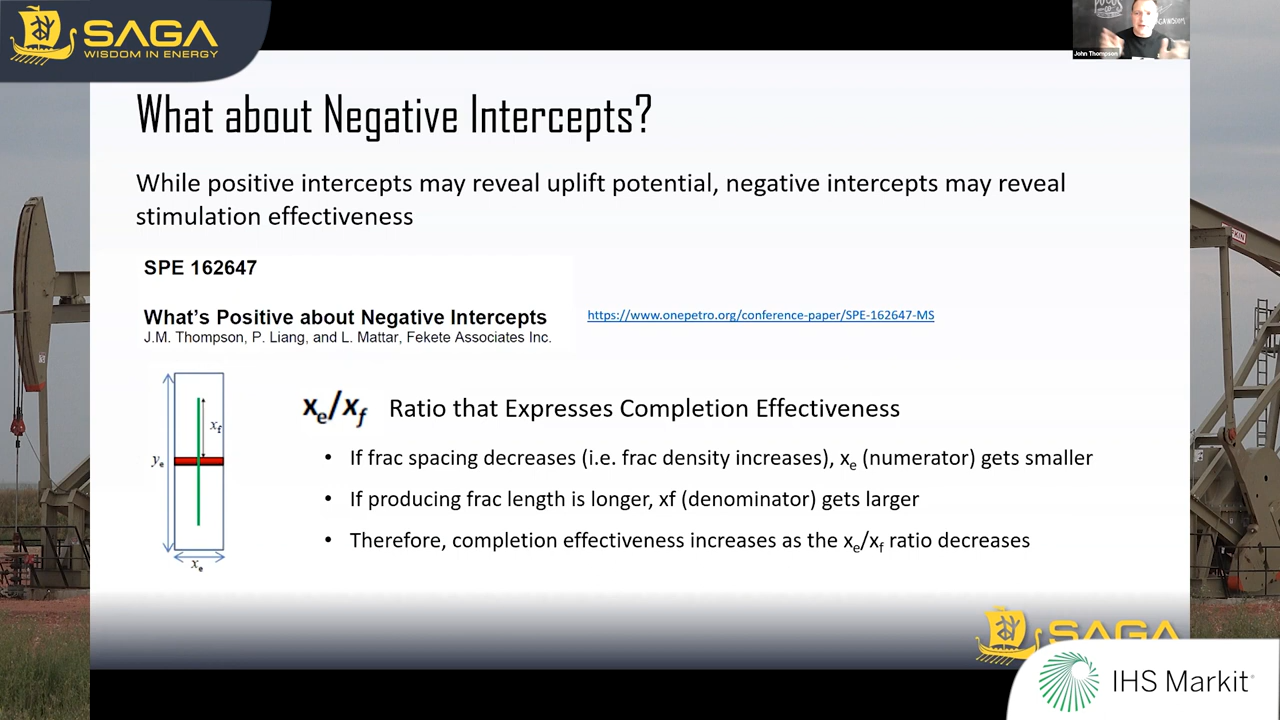 SAGA
WISDOM IN ENERGY
John Thompson
What about Negative Intercepts?
While positive intercepts may reveal uplift potential, negative intercepts may reveal
stimulation effectiveness
SPE 162647
What's Positive about Negative Intercepts
https://www.onepetro.org/conference-paper/SPE-162647-MS
J.M. Thompson, P. Liang, and L. Mattar, Fekete Associates Inc.
xe/xf Ratio that Expresses Completion Effectiveness
xf
ye
xe
• If frac spacing decreases (i.e. frac density increases), xe (numerator) gets smaller
• If producing frac length is longer, xf (denominator) gets larger
• Therefore, completion effectiveness increases as the xe/xf ratio decreases
SAGA
IHS Markit